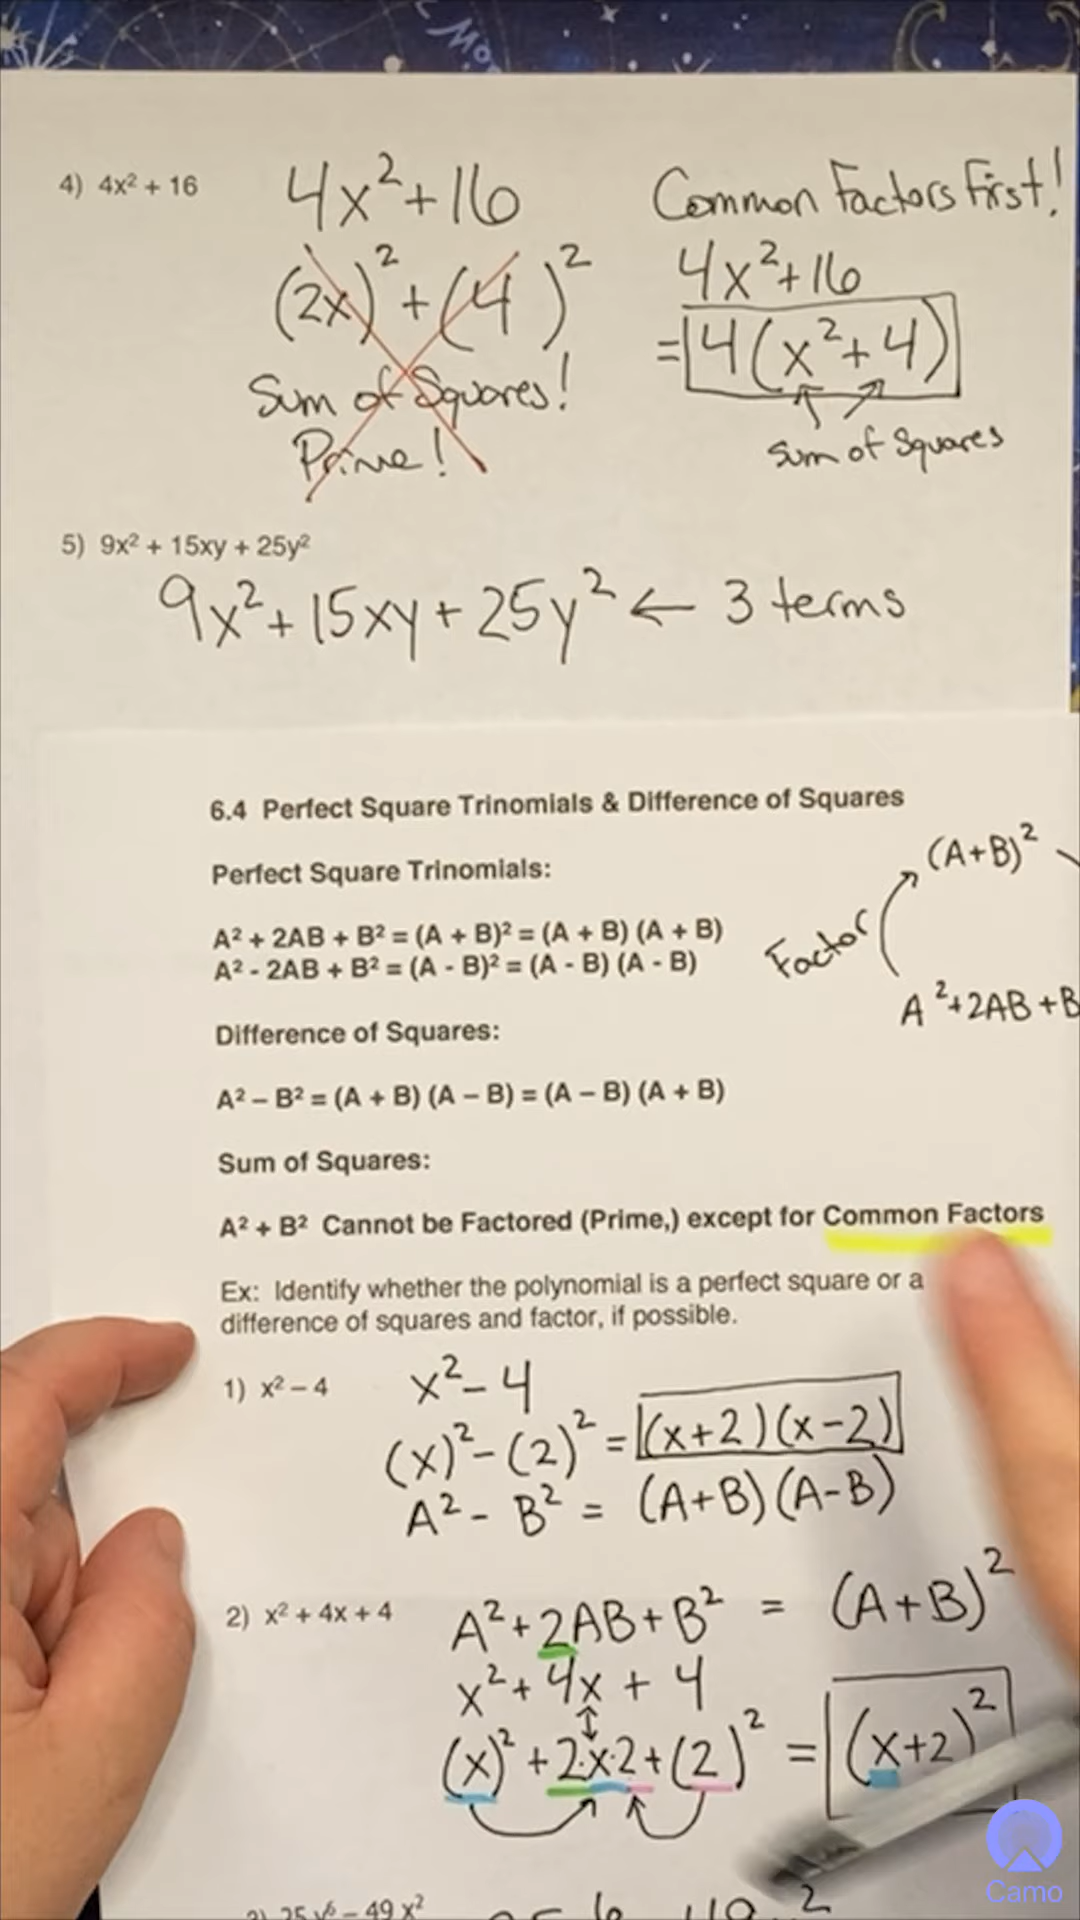 Mo
4) 4x² + 16
4x² + 16
(2x)² + (4)²
Sum of Squares!
Prime!
Common Factors First!
4x² + 16
= 4(x² + 4)
Sum of Squares
5) 9x² + 15xy + 25y²
9x² + 15xy + 25y² ← 3 terms
6.4 Perfect Square Trinomials & Difference of Squares
Perfect Square Trinomials:
A² + 2AB + B² = (A + B)² = (A + B) (A + B)
A² - 2AB + B² = (A - B)² = (A - B) (A - B)
(A+B)²
Factor
A² + 2AB + B
Difference of Squares:
A² – B² = (A + B) (A – B) = (A – B) (A + B)
Sum of Squares:
A² + B² Cannot be Factored (Prime,) except for Common Factors
Ex: Identify whether the polynomial is a perfect square or a
difference of squares and factor, if possible.
1) x² – 4
x² - 4
(x)² - (2)² = (x+2)(x-2)
A² - B² = (A+B)(A-B)
2) x² + 4x + 4
A² + 2AB + B² = (A+B)²
x² + 4x + 4
(x)² + 2·x·2 + (2)² = (x+2)²
49 x²
Camo